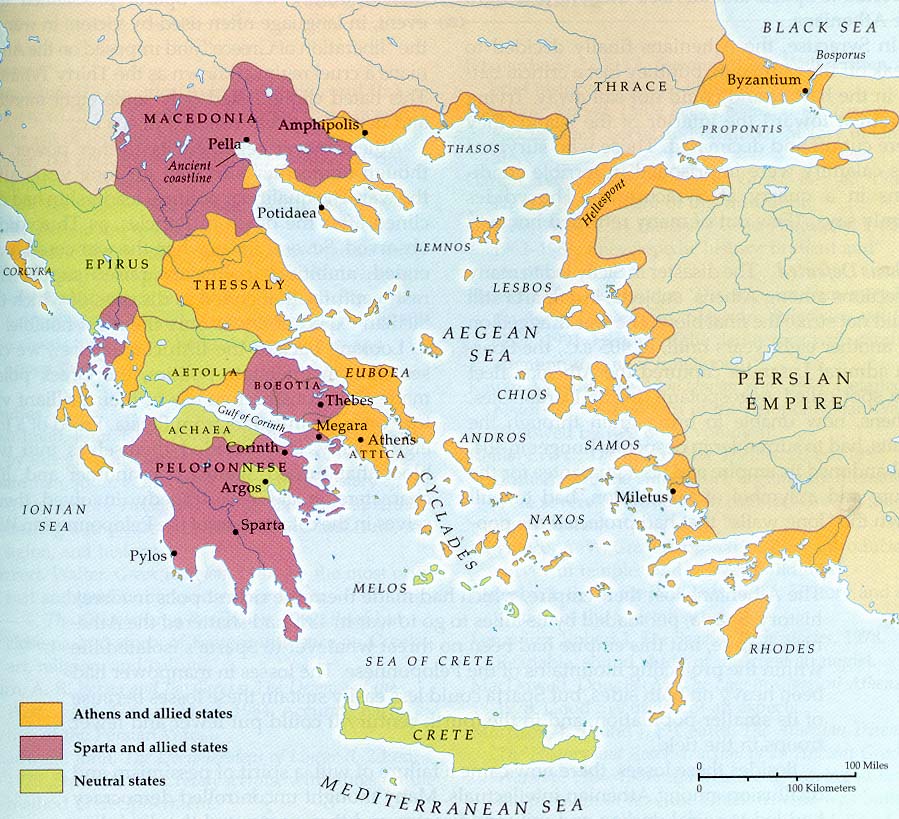 BLACK SEA
Bosporus
THRACE
Byzantium
MACEDONIA
Amphipolis
PROPONTIS
Pella
THASOS
Ancient
coastline
Potidaea
Hellespont
LEMNOS
EPIRUS
CORCYRA
THESSALY
LESBOS
AEGEAN
SEA
AETOLIA
EUBOEA
BOEOTIA
PERSIAN
EMPIRE
Thebes
CHIOS
Gulf of Corinth
ACHAEA
Megara
Athens
ANDROS
SAMOS
Corinth
ATTICA
PELOPONNESE
Argos
CYCLADES
Miletus
IONIAN
SEA
Sparta
NAXOS
Pylos
MELOS
RHODES
SEA OF CRETE
Athens and allied states
Sparta and allied states
Neutral states
CRETE
0 100 Miles
0 100 Kilometers
MEDITERRANEAN SEA